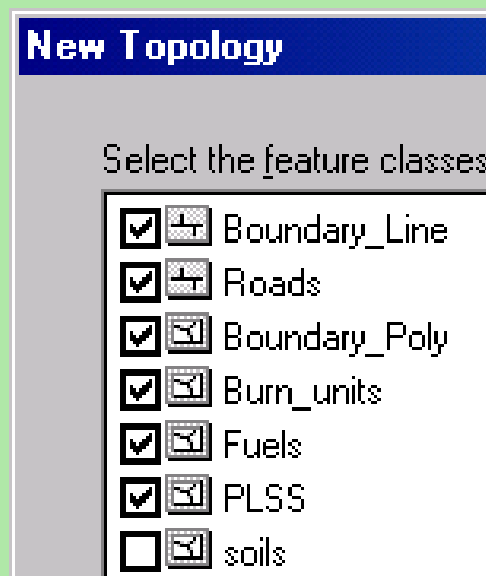 New Topology
Select the feature classes
Boundary_Line
Roads
Boundary_Poly
Burn_units
Fuels
PLSS
soils